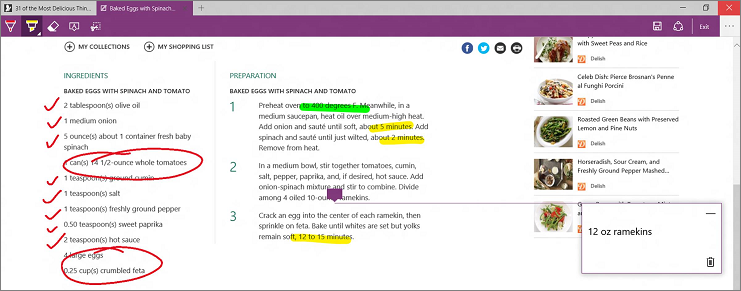 31 of the Most Delicious Thin...
Baked Eggs with Spinach...
Exit
MY COLLECTIONS
MY SHOPPING LIST
INGREDIENTS
BAKED EGGS WITH SPINACH AND TOMATO
2 tablespoon(s) olive oil
1 medium onion
5 ounce(s) about 1 container fresh baby
spinach
1 can(s) 14 1/2-ounce whole tomatoes
1 teaspoon(s) ground cumin
1 teaspoon(s) salt
1 teaspoon(s) freshly ground pepper
0.50 teaspoon(s) sweet paprika
2 teaspoon(s) hot sauce
4 large eggs
0.25 cup(s) crumbled feta
PREPARATION
BAKED EGGS WITH SPINACH AND TOMATO
1
Preheat oven to 400 degrees F. Meanwhile, in a
medium saucepan, heat oil over medium-high heat.
Add onion and sauté until soft, about 5 minutes. Add
spinach and sauté until just wilted, about 2 minutes.
Remove from heat.
2
In a medium bowl, stir together tomatoes, cumin,
salt, pepper, paprika, and, if desired, hot sauce. Add
onion-spinach mixture and stir to combine. Divide
among 4 oiled 10-ounce ramekins.
3
Crack an egg into the center of each ramekin, then
sprinkle on feta. Bake until whites are set but yolks
remain soft, 12 to 15 minutes.
with Sweet Peas and Rice
Delish
Celeb Dish: Pierce Brosnan's Penne
al Funghi Porcini
Delish
Roasted Green Beans with Preserved
Lemon and Pine Nuts
Delish
Horseradish, Sour Cream, and
Freshly Ground Pepper Mashed...
Delish
12 oz ramekins